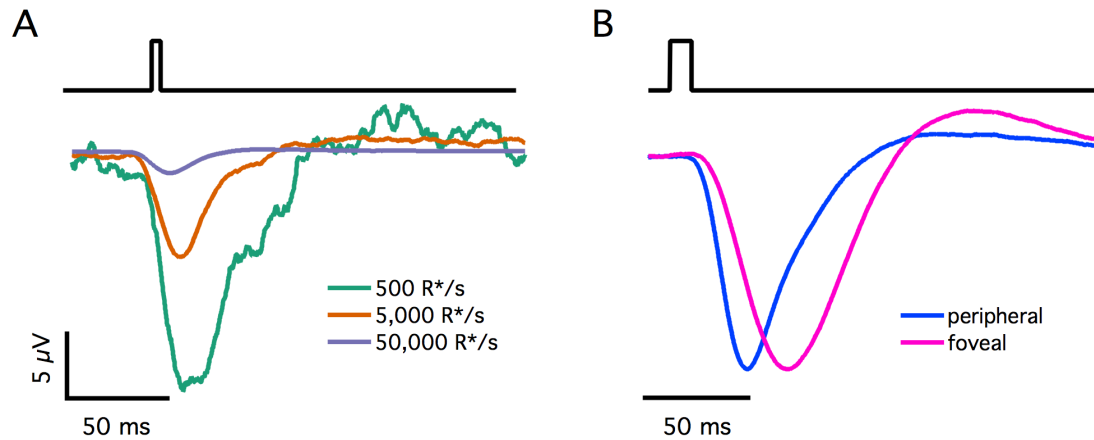 A
B
500 R*/s
5,000 R*/s
50,000 R*/s
5 µV
50 ms
peripheral
foveal
50 ms